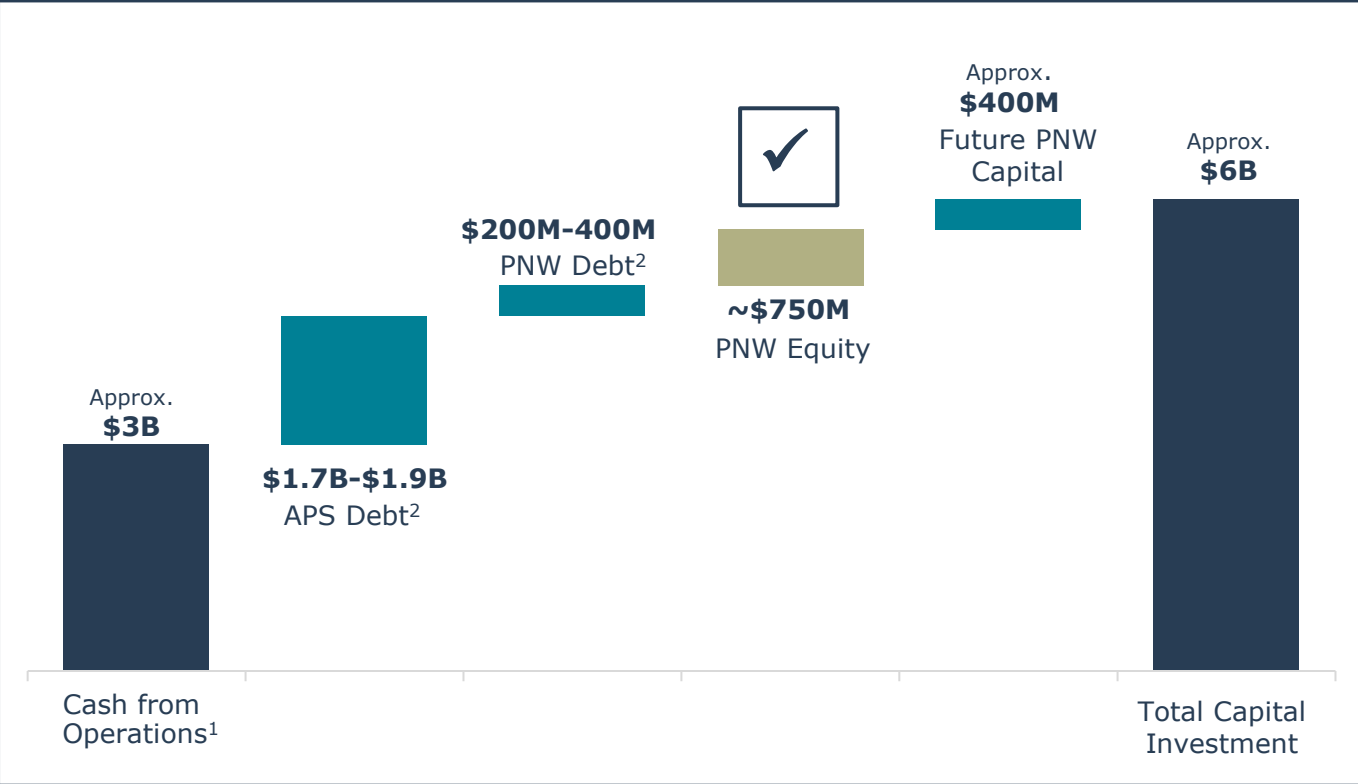 Approx.
$3B
$1.7B-$1.9B
APS Debt²
$200M-400M
PNW Debt²
~$750M
PNW Equity
Approx.
$400M
Future PNW
Capital
Approx.
$6B
Cash from
Operations¹
Total Capital
Investment